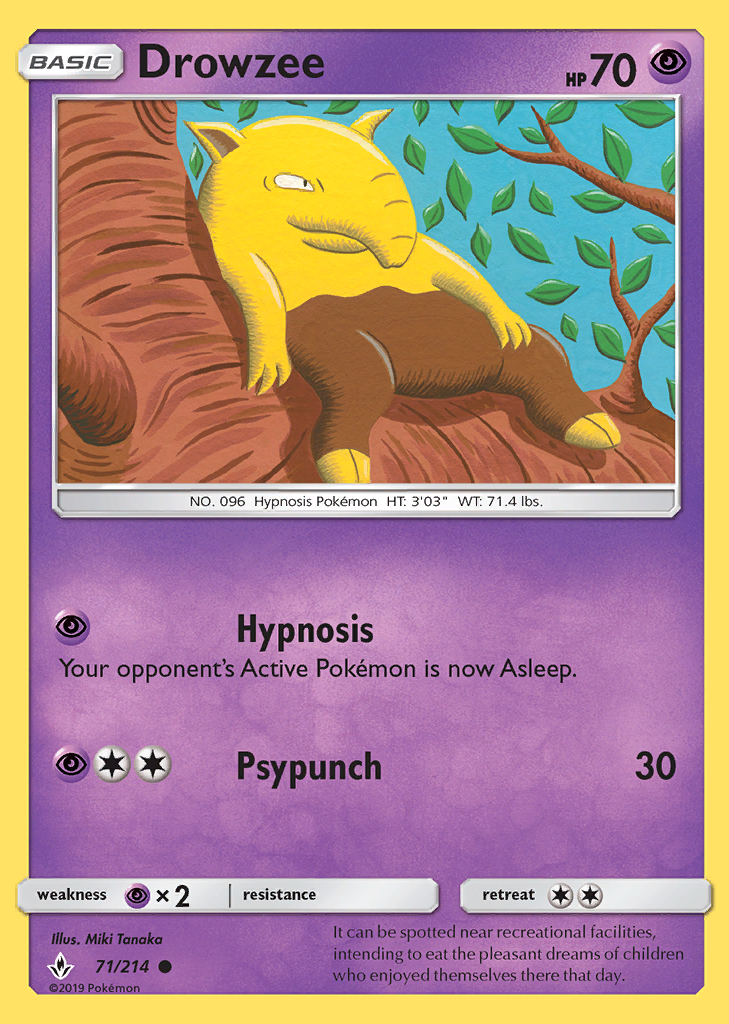 BASIC Drowzee HP 70
NO. 096 Hypnosis Pokémon HT: 3'03" WT: 71.4 lbs.
Hypnosis
Your opponent's Active Pokémon is now Asleep.
Psypunch 30
weakness ×2 resistance retreat
Illus. Miki Tanaka
71/214
©2019 Pokémon
It can be spotted near recreational facilities,
intending to eat the pleasant dreams of children
who enjoyed themselves there that day.